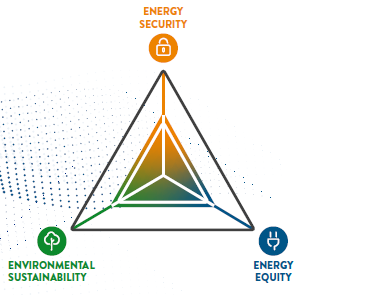 ENERGY
SECURITY
ENVIRONMENTAL
SUSTAINABILITY
ENERGY
EQUITY